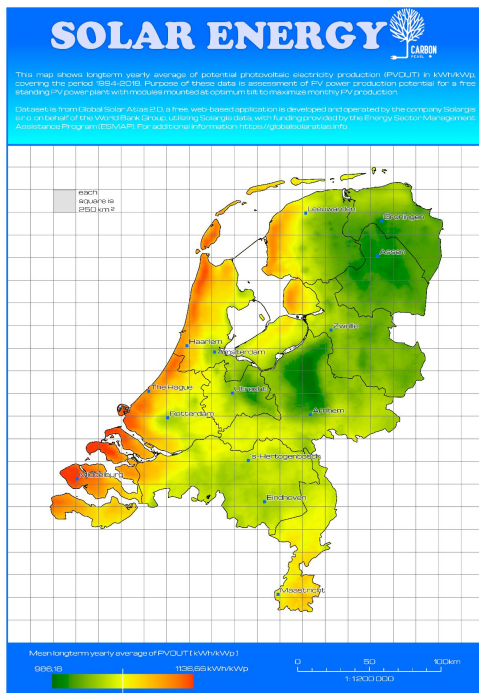 SOLAR ENERGY
CARBON
PEARL
This map shows longterm yearly average of potential photovoltaic electricity production (PVOUT) in kWh/kWp,
covering the period 1994-2018. Purpose of these data is assessment of PV power production potential for a free
standing PV power plant with modules mounted at optimum tilt to maximize monthly PV production.
Dataset is from Global Solar Atlas 2.0, a free, web-based application is developed and operated by the company Solargis
s.r.o. on behalf of the World Bank Group, utilizing Solargis data, with funding provided by the Energy Sector Management
Assistance Program (ESMAP). For additional information: https://globalsolaratlas.info
each
square is
250 km²
Leeuwarden
Groningen
Assen
Zwolle
Haarlem
Amsterdam
The Hague
Utrecht
Arnhem
Rotterdam
's-Hertogenbosch
Middelburg
Eindhoven
Maastricht
Mean longterm yearly average of PVOUT [kWh/kWp]
986,16
1136,66 kWh/kWp
0
50
100km
1:1 200 000